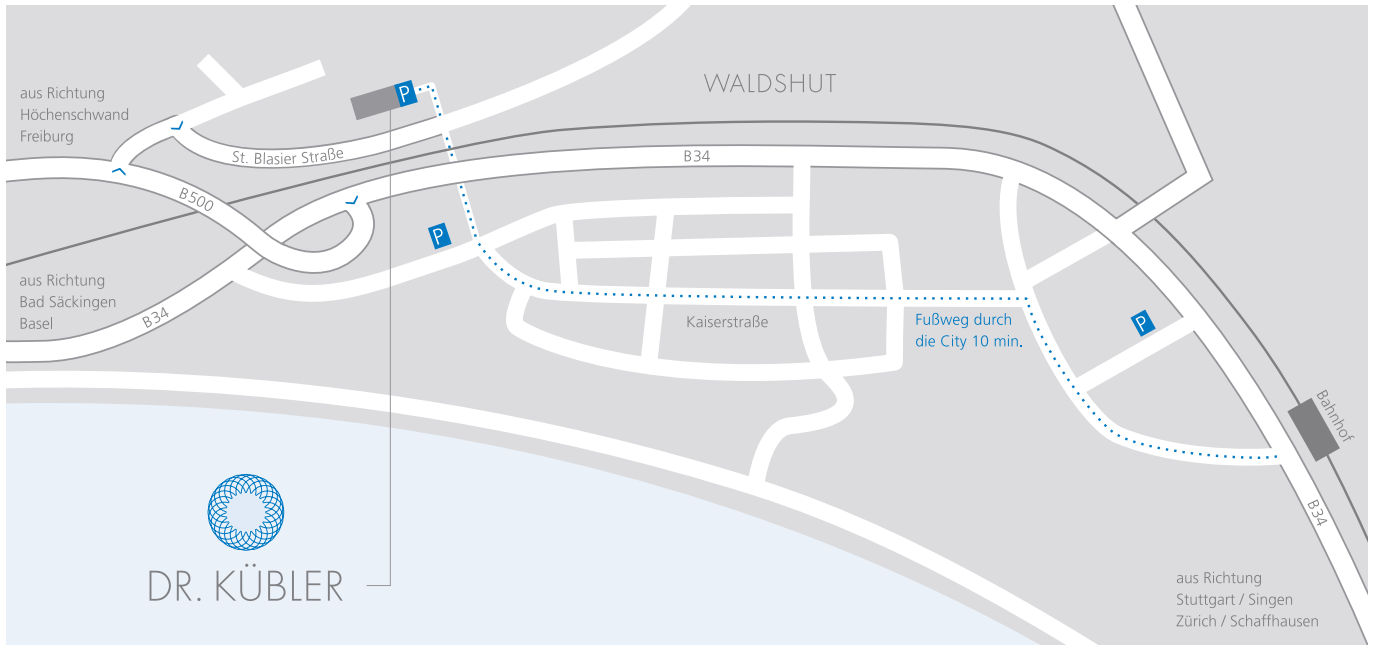 WALDSHUT
aus Richtung
Höchenschwand
Freiburg
P
St. Blasier Straße
B34
B500
P
aus Richtung
Bad Säckingen
Basel
B34
Kaiserstraße
Fußweg durch
die City 10 min.
P
Bahnhof
B34
DR. KÜBLER
aus Richtung
Stuttgart / Singen
Zürich / Schaffhausen